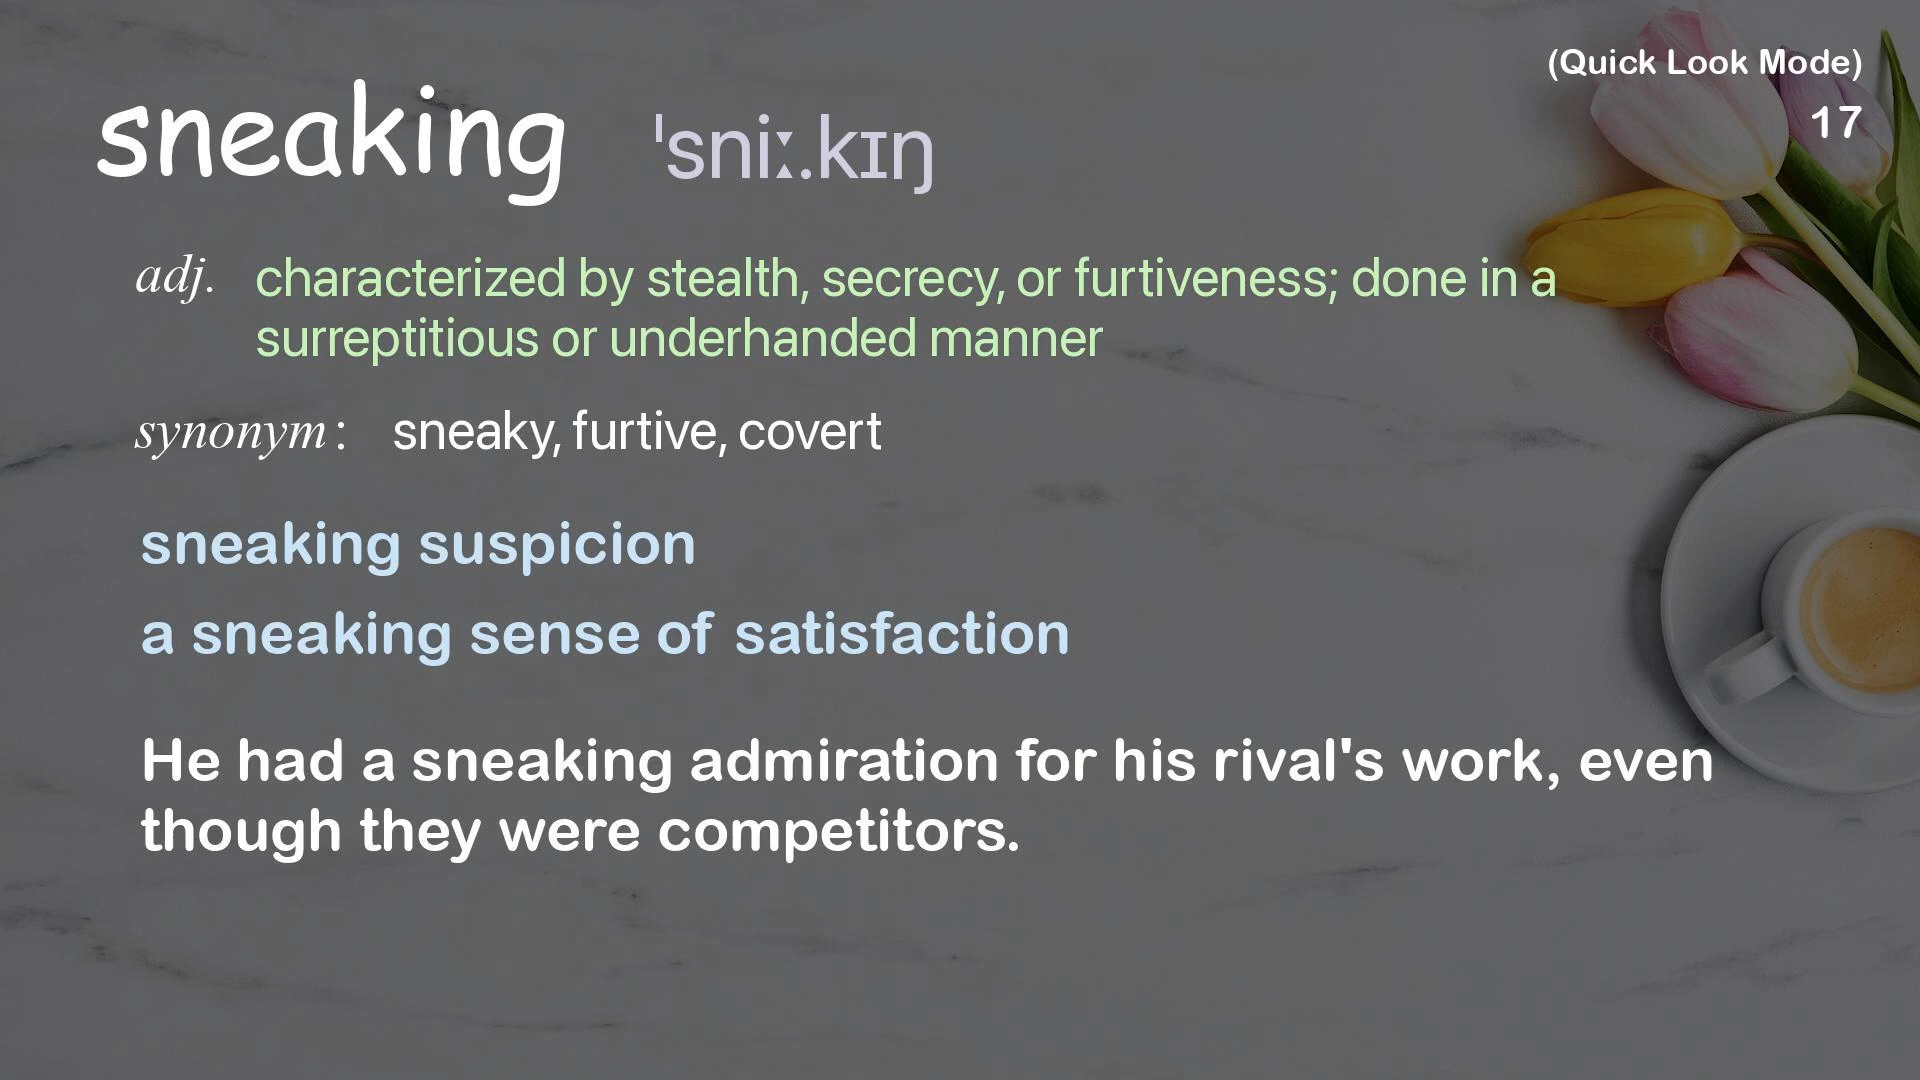 (Quick Look Mode)
17
sneaking ˈsniː.kɪŋ
adj. characterized by stealth, secrecy, or furtiveness; done in a
surreptitious or underhanded manner
synonym: sneaky, furtive, covert
sneaking suspicion
a sneaking sense of satisfaction
He had a sneaking admiration for his rival's work, even
though they were competitors.